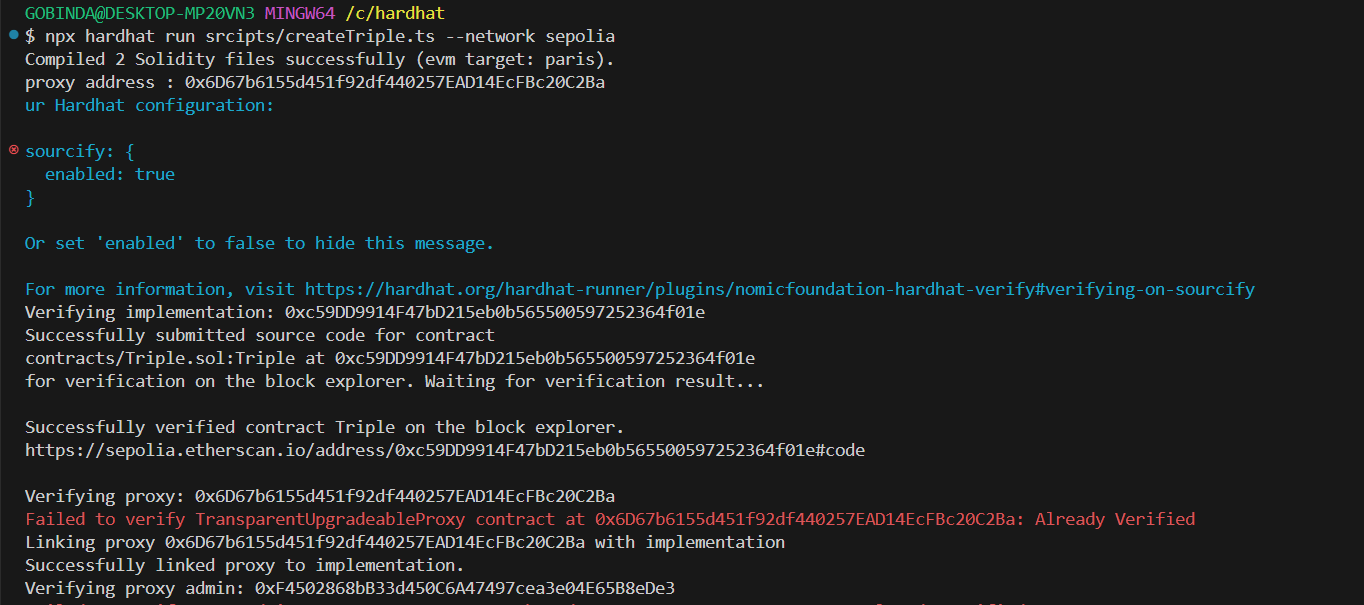 GOBINDA@DESKTOP-MP20VN3 MINGW64 /c/hardhat
$ npx hardhat run srcipts/createTriple.ts --network sepolia
Compiled 2 Solidity files successfully (evm target: paris).
proxy address : 0x6D67b6155d451f92df440257EAD14EcFBc20C2Ba
ur Hardhat configuration:
sourcify: {
enabled: true
}
Or set 'enabled' to false to hide this message.
For more information, visit https://hardhat.org/hardhat-runner/plugins/nomicfoundation-hardhat-verify#verifying-on-sourcify
Verifying implementation: 0xc59DD9914F47bD215eb0b565500597252364f01e
Successfully submitted source code for contract
contracts/Triple.sol:Triple at 0xc59DD9914F47bD215eb0b565500597252364f01e
for verification on the block explorer. Waiting for verification result...
Successfully verified contract Triple on the block explorer.
https://sepolia.etherscan.io/address/0xc59DD9914F47bD215eb0b565500597252364f01e#code
Verifying proxy: 0x6D67b6155d451f92df440257EAD14EcFBc20C2Ba
Failed to verify TransparentUpgradeableProxy contract at 0x6D67b6155d451f92df440257EAD14EcFBc20C2Ba: Already Verified
Linking proxy 0x6D67b6155d451f92df440257EAD14EcFBc20C2Ba with implementation
Successfully linked proxy to implementation.
Verifying proxy admin: 0xF4502868bB33d450C6A47497cea3e04E65B8eDe3